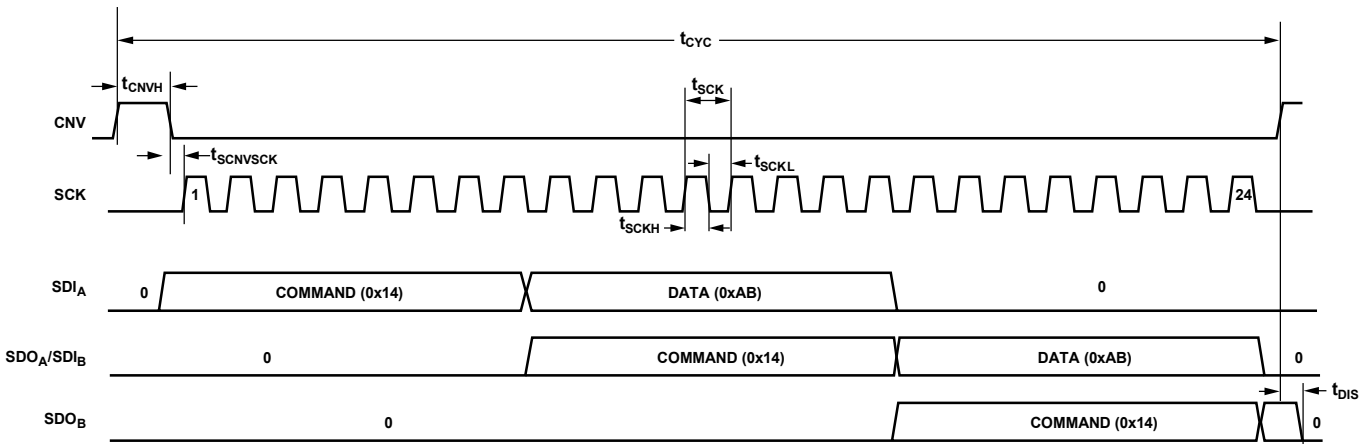 tCYC
tCNVH
tSCK
CNV
tSCNVSCK
tSCKL
SCK
1
24
tSCKH
SDIA
0
COMMAND (0x14)
DATA (0xAB)
0
SDOA/SDIB
0
COMMAND (0x14)
DATA (0xAB)
0
tDIS
SDOB
0
COMMAND (0x14)
0